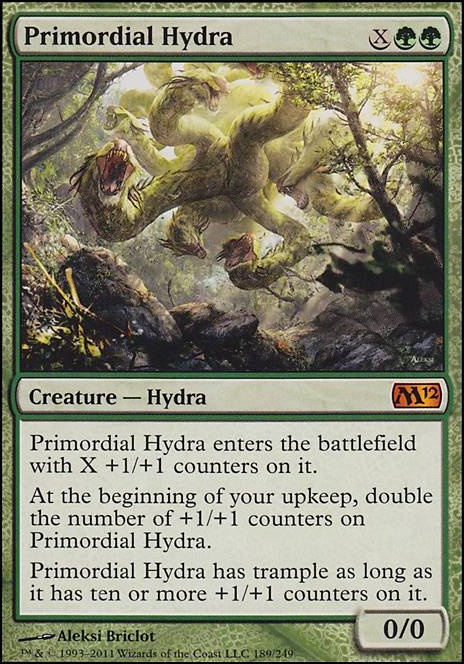 Primordial Hydra X
ALEKSI
Creature — Hydra M12
Primordial Hydra enters the battlefield
with X +1/+1 counters on it.
At the beginning of your upkeep, double
the number of +1/+1 counters on
Primordial Hydra.
Primordial Hydra has trample as long as
it has ten or more +1/+1 counters on it.
0/0
Aleksi Briclot
™ & © 1993–2011 Wizards of the Coast LLC 189/249